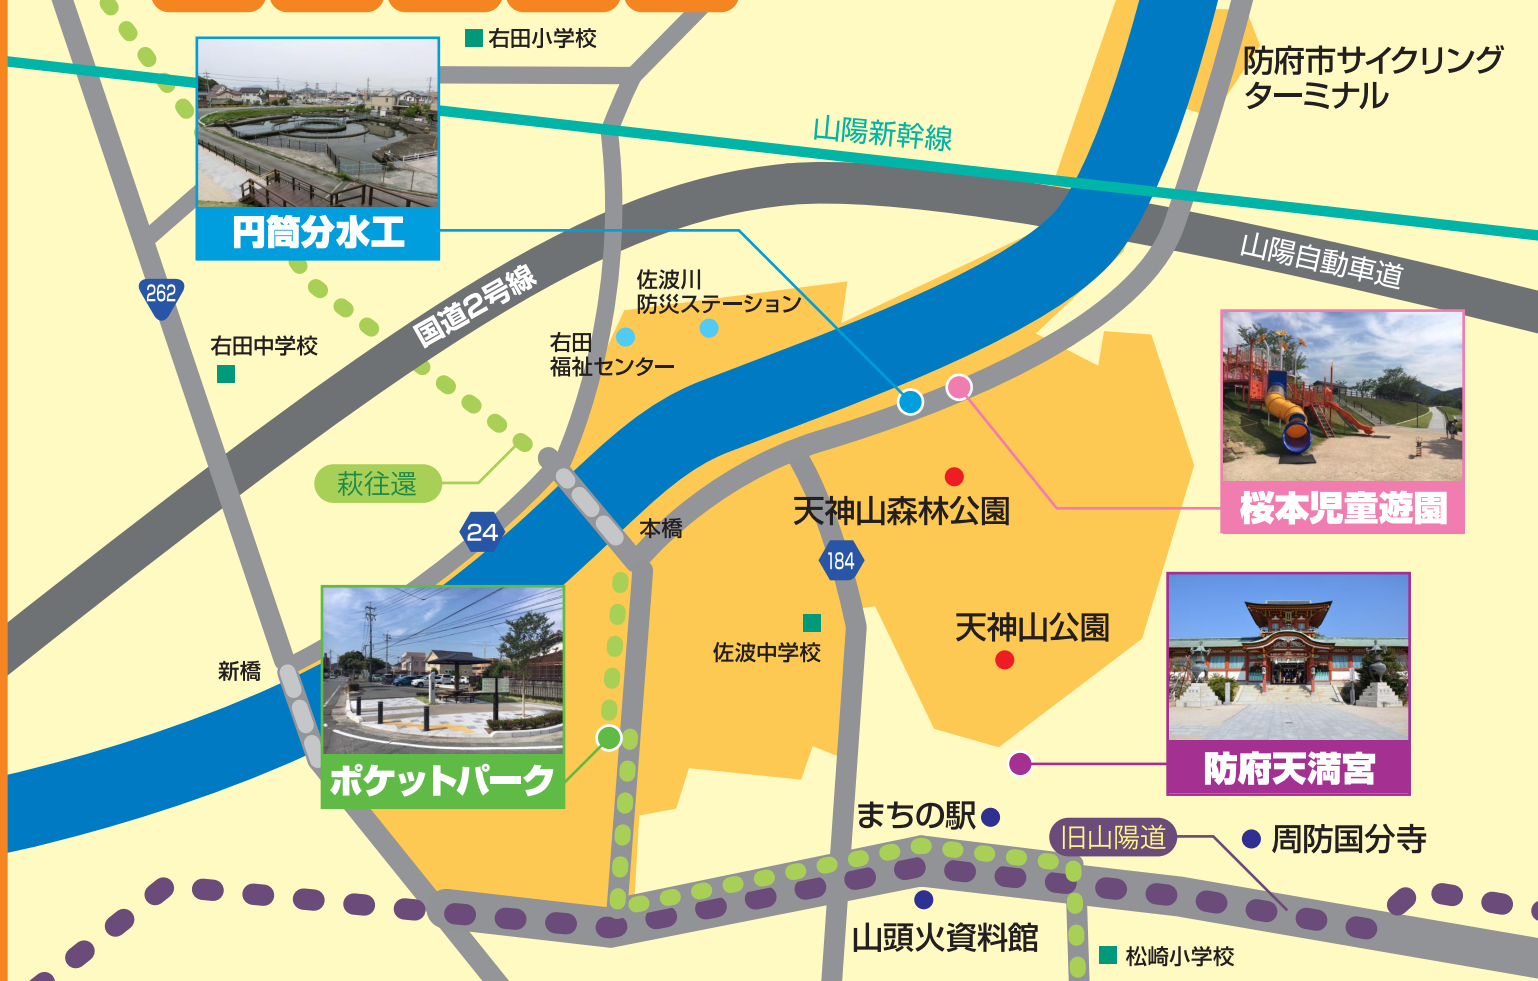 右田小学校
防府市サイクリング
ターミナル
山陽新幹線
円筒分水工
山陽自動車道
262
国道2号線
佐波川
防災ステーション
右田
福祉センター
右田中学校
萩往還
24
本橋
天神山森林公園
桜本児童遊園
184
天神山公園
佐波中学校
新橋
ポケットパーク
防府天満宮
まちの駅
旧山陽道
周防国分寺
山頭火資料館
松崎小学校